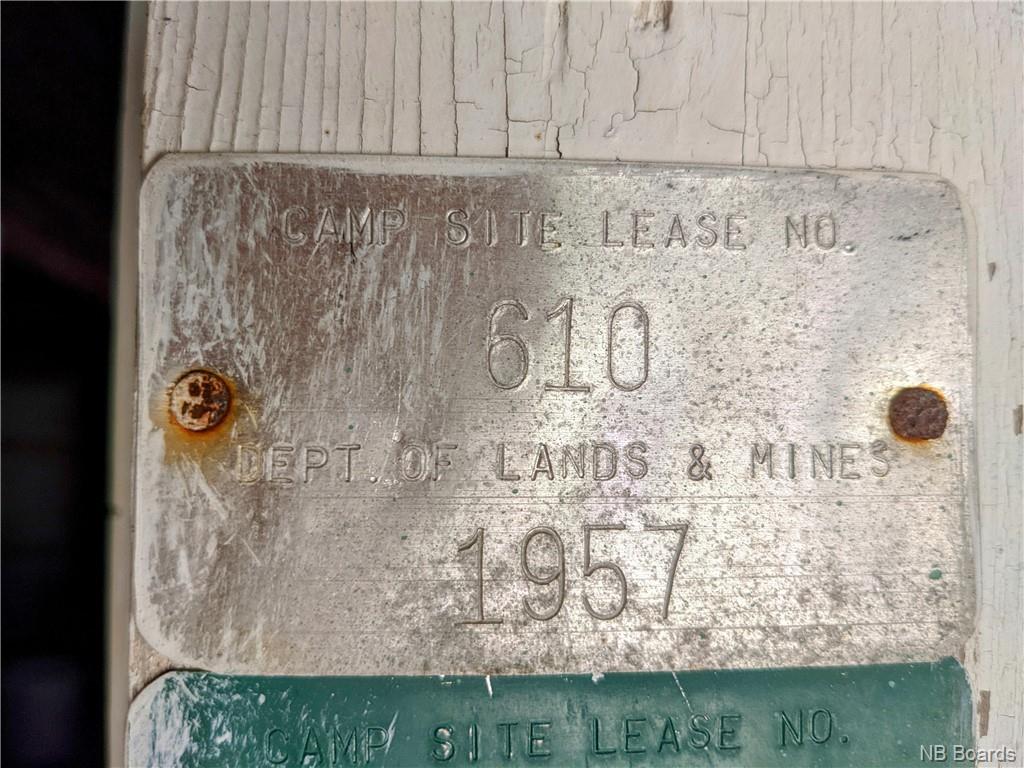 CAMP SITE LEASE NO.
610
DEPT. OF LANDS & MINES
1957
CAMP SITE LEASE NO.
NB Boards